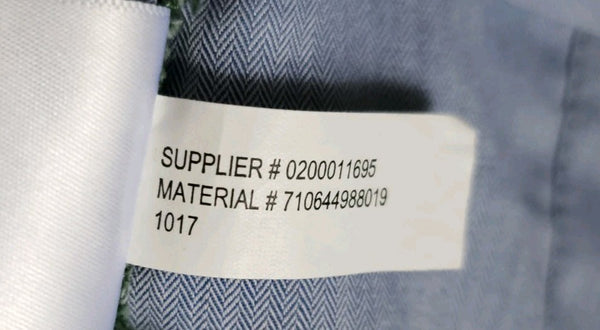 SUPPLIER # 0200011695
MATERIAL # 710644988019
1017